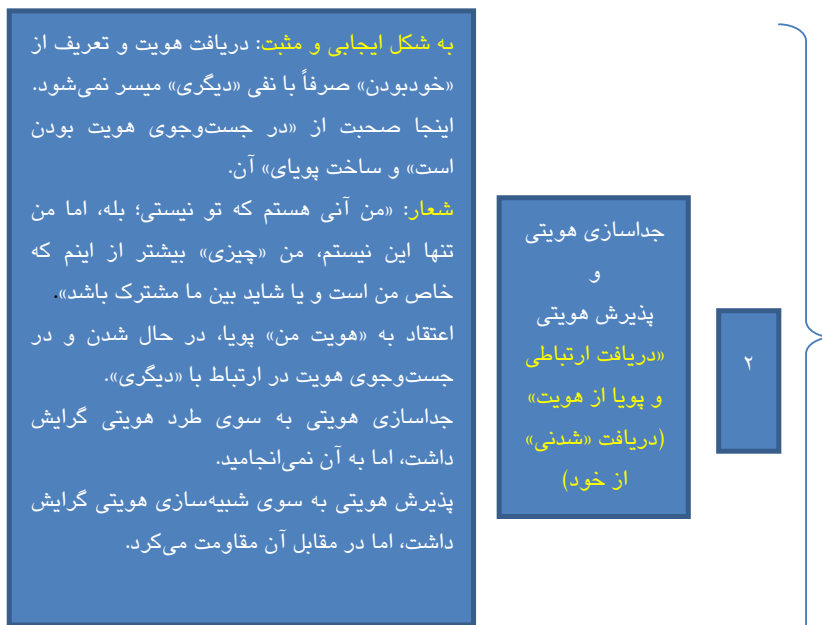 ۲
جداسازی هویتی
و
پذیرش هویتی
«دریافت ارتباطی
و پویا از هویت»
(دریافت «شدنی»
از خود)
به شکل ایجابی و مثبت: دریافت هویت و تعریف از
«خودبودن» صرفاً با نفی «دیگری» میسر نمی‌شود.
اینجا صحبت از «در جست‌وجوی هویت بودن
است» و ساخت پویای» آن.
شعار: «من آنی هستم که تو نیستی؛ بله، اما من
تنها این نیستم، من «چیزی» بیشتر از اینم که
خاص من است و یا شاید بین ما مشترک باشد».
اعتقاد به «هویت من» پویا، در حال شدن و در
جست‌وجوی هویت در ارتباط با «دیگری».
جداسازی هویتی به سوی طرد هویتی گرایش
داشت، اما به آن نمی‌انجامید.
پذیرش هویتی به سوی شبیه‌سازی هویتی گرایش
داشت، اما در مقابل آن مقاومت می‌کرد.